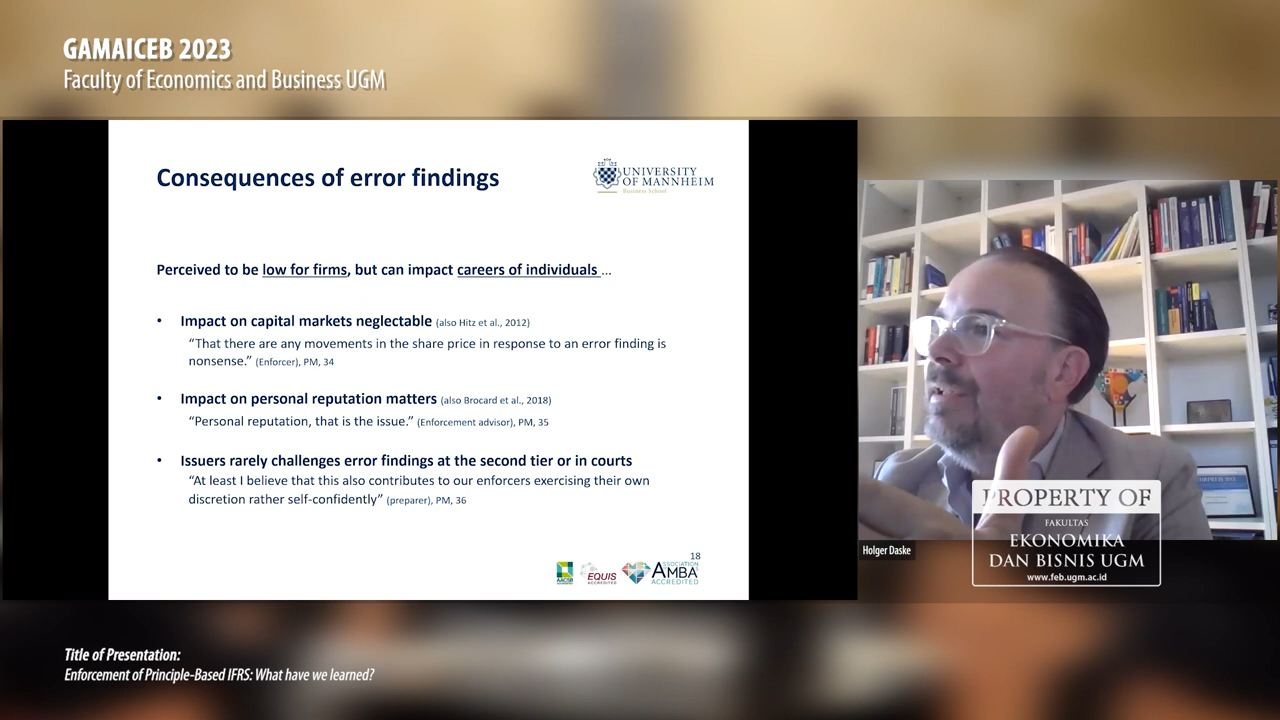 GAMAICEB 2023
Faculty of Economics and Business UGM
Consequences of error findings
UNIVERSITY
OF MANNHEIM
Business School
Perceived to be low for firms, but can impact careers of individuals …
• Impact on capital markets neglectable (also Hitz et al., 2012)
“That there are any movements in the share price in response to an error finding is
nonsense.” (Enforcer), PM, 34
• Impact on personal reputation matters (also Brocard et al., 2018)
“Personal reputation, that is the issue.” (Enforcement advisor), PM, 35
• Issuers rarely challenges error findings at the second tier or in courts
“At least I believe that this also contributes to our enforcers exercising their own
discretion rather self-confidently” (preparer), PM, 36
18
AACSB
EQUIS
ACCREDITED
ASSOCIATION
AMBA
ACCREDITED
Holger Daske
PROPERTY OF
FAKULTAS
EKONOMIKA
DAN BISNIS UGM
www.feb.ugm.ac.id
Title of Presentation:
Enforcement of Principle-Based IFRS: What have we learned?